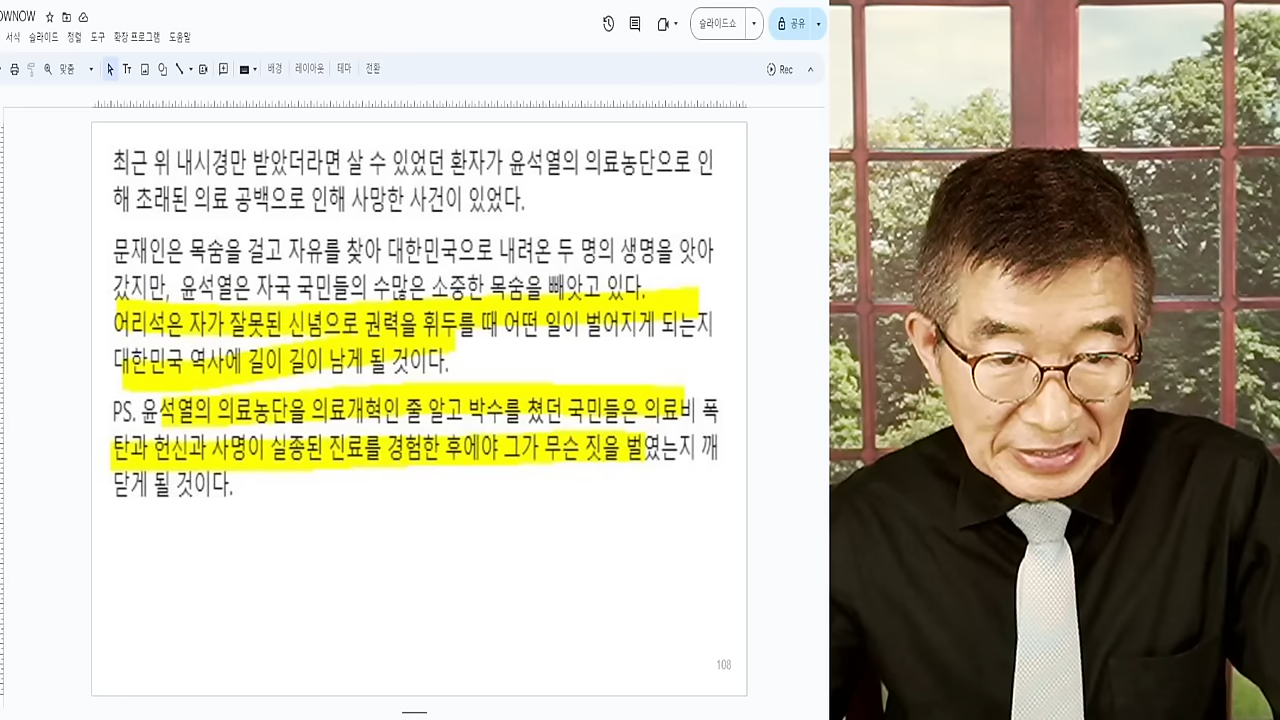 OWNOW
서식 슬라이드 정렬 도구 확장 프로그램 도움말
슬라이드쇼
공유
맞춤
배경 레이아웃 테마 전환
Rec
최근 위 내시경만 받았더라면 살 수 있었던 환자가 윤석열의 의료농단으로 인
해 초래된 의료 공백으로 인해 사망한 사건이 있었다.
문재인은 목숨을 걸고 자유를 찾아 대한민국으로 내려온 두 명의 생명을 앗아
갔지만, 윤석열은 자국 국민들의 수많은 소중한 목숨을 빼앗고 있다.
어리석은 자가 잘못된 신념으로 권력을 휘두를 때 어떤 일이 벌어지게 되는지
대한민국 역사에 길이 길이 남게 될 것이다.
PS. 윤석열의 의료농단을 의료개혁인 줄 알고 박수를 쳤던 국민들은 의료비 폭
탄과 헌신과 사명이 실종된 진료를 경험한 후에야 그가 무슨 짓을 벌였는지 깨
닫게 될 것이다.
108